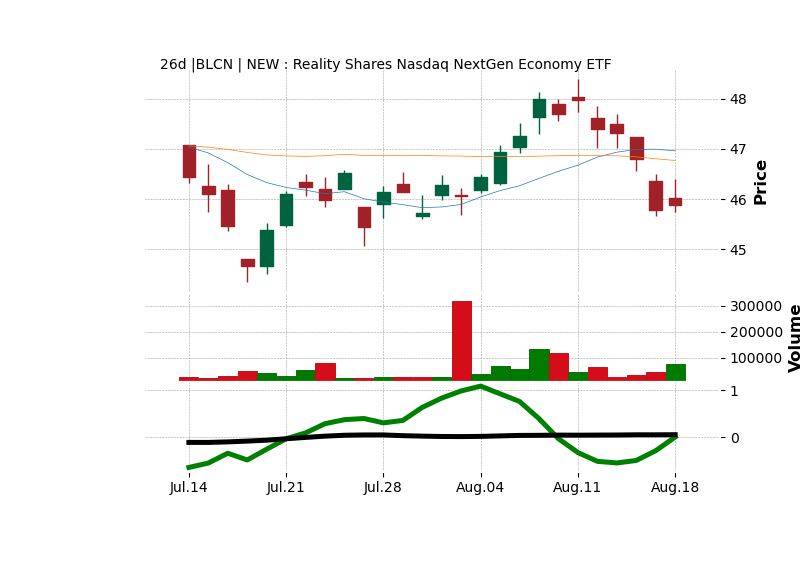 26d |BLCN | NEW : Reality Shares Nasdaq NextGen Economy ETF
48
47
46
45
Price
300000
200000
100000
Volume
1
0
Jul.14 Jul.21 Jul.28 Aug.04 Aug.11 Aug.18